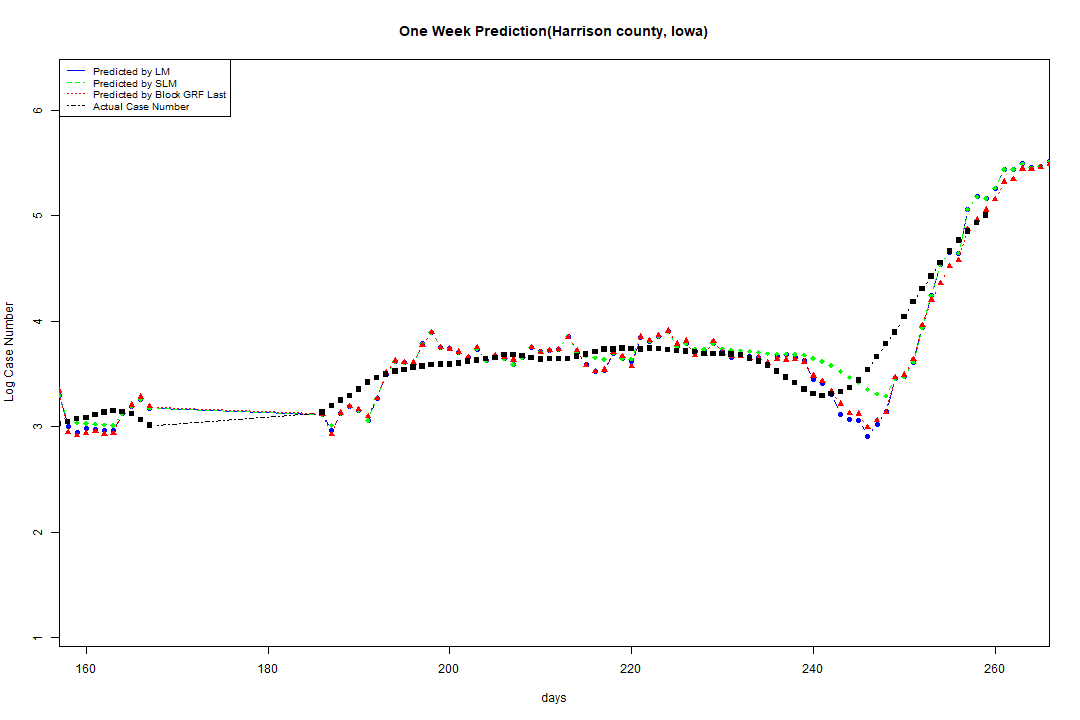 One Week Prediction(Harrison county, Iowa)
Predicted by LM
Predicted by SLM
Predicted by Block GRF Last
Actual Case Number
6
5
4
3
2
1
Log Case Number
160 180 200 220 240 260
days